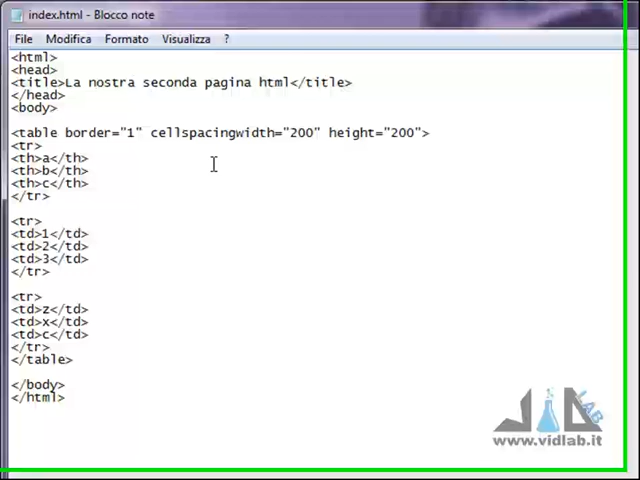 index.html - Blocco note
File Modifica Formato Visualizza ?
<html>
<head>
<title>La nostra seconda pagina html</title>
</head>
<body>
<table border="1" cellspacingwidth="200" height="200">
<tr>
<th>a</th>
<th>b</th>
<th>c</th>
</tr>
<tr>
<td>1</td>
<td>2</td>
<td>3</td>
</tr>
<tr>
<td>z</td>
<td>x</td>
<td>c</td>
</tr>
</table>
</body>
</html>
LAB
www.vidlab.it